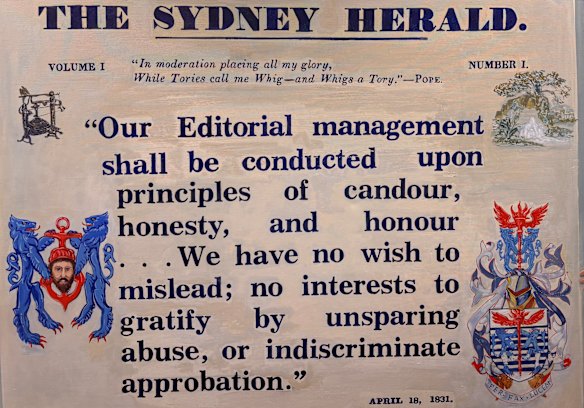 THE SYDNEY HERALD.
VOLUME I
"In moderation placing all my glory,
While Tories call me Whig—and Whigs a Tory."—POPE.
NUMBER I.
"Our Editorial management
shall be conducted upon
principles of candour,
honesty, and honour
. . . We have no wish to
mislead; no interests to
gratify by unsparing
abuse, or indiscriminate
approbation."
APRIL 18, 1831.